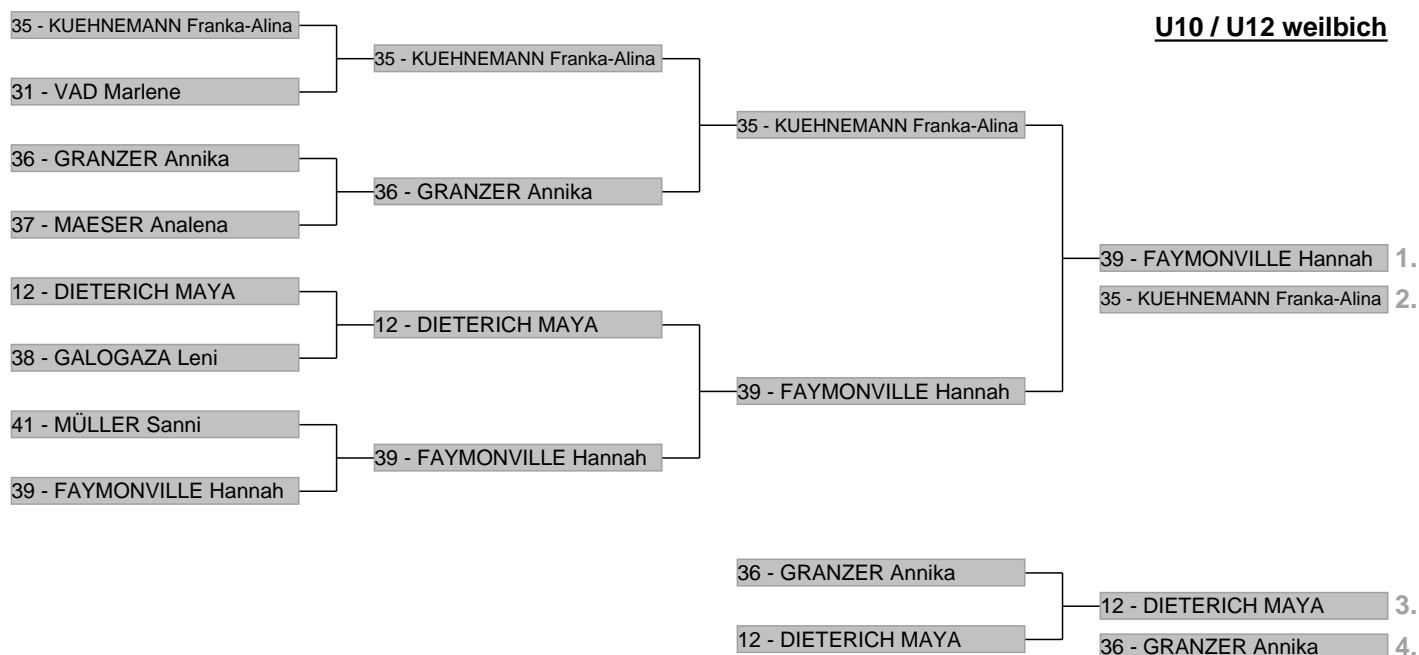 U10 / U12 weilbich
35 - KUEHNEMANN Franka-Alina
31 - VAD Marlene
36 - GRANZER Annika
37 - MAESER Analena
12 - DIETERICH MAYA
38 - GALOGAZA Leni
41 - MÜLLER Sanni
39 - FAYMONVILLE Hannah
35 - KUEHNEMANN Franka-Alina
36 - GRANZER Annika
12 - DIETERICH MAYA
39 - FAYMONVILLE Hannah
35 - KUEHNEMANN Franka-Alina
39 - FAYMONVILLE Hannah
39 - FAYMONVILLE Hannah 1.
35 - KUEHNEMANN Franka-Alina 2.
36 - GRANZER Annika
12 - DIETERICH MAYA
12 - DIETERICH MAYA 3.
36 - GRANZER Annika 4.